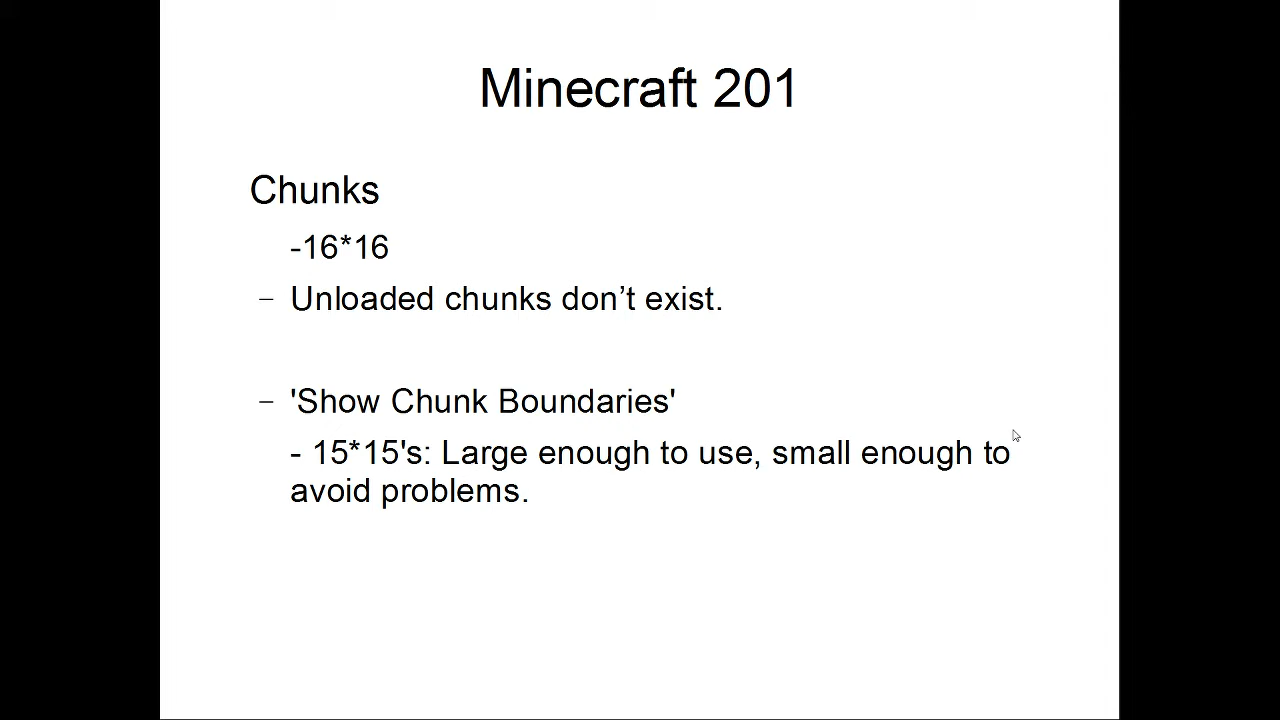 Minecraft 201
Chunks
-16*16
– Unloaded chunks don’t exist.
– 'Show Chunk Boundaries'
- 15*15's: Large enough to use, small enough to
avoid problems.